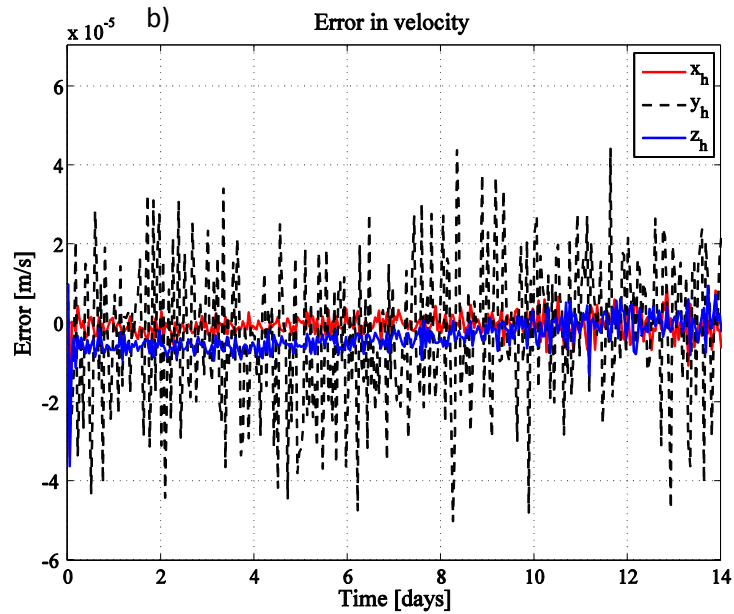 b)
Error in velocity
x 10^-5
6
4
2
0
-2
-4
-6
Error [m/s]
0 2 4 6 8 10 12 14
Time [days]
x_h
y_h
z_h